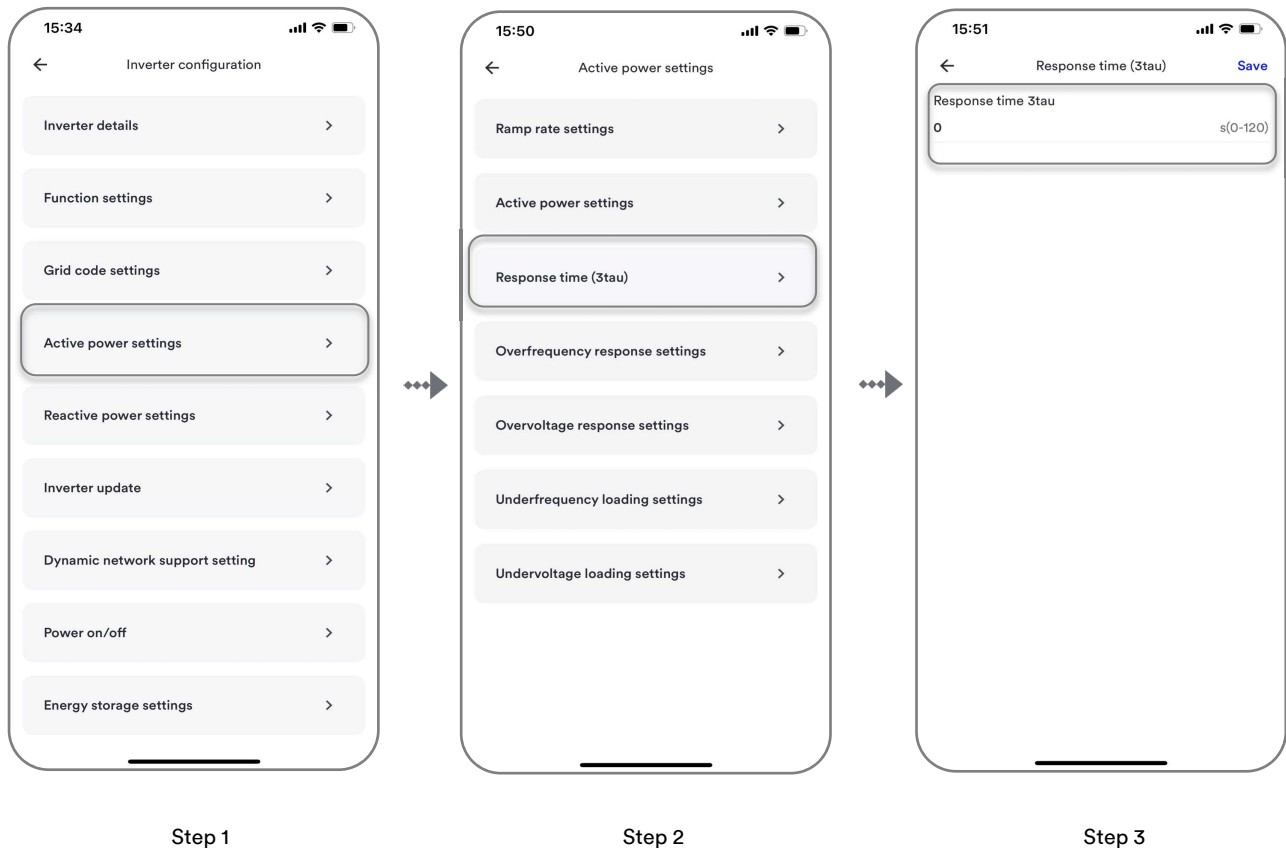 15:34
Inverter configuration
Inverter details
Function settings
Grid code settings
Active power settings
Reactive power settings
Inverter update
Dynamic network support setting
Power on/off
Energy storage settings
Step 1
15:50
Active power settings
Ramp rate settings
Active power settings
Response time (3tau)
Overfrequency response settings
Overvoltage response settings
Underfrequency loading settings
Undervoltage loading settings
Step 2
15:51
Response time (3tau) Save
Response time 3tau
0 s(0-120)
Step 3